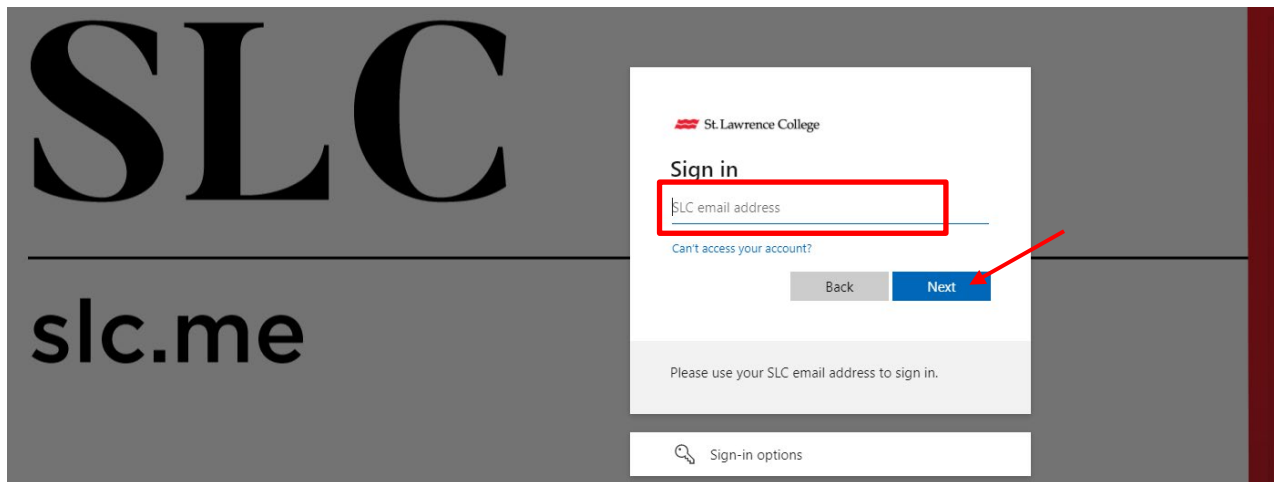 SLC
slc.me
St. Lawrence College
Sign in
SLC email address
Can't access your account?
Back
Next
Please use your SLC email address to sign in.
Sign-in options